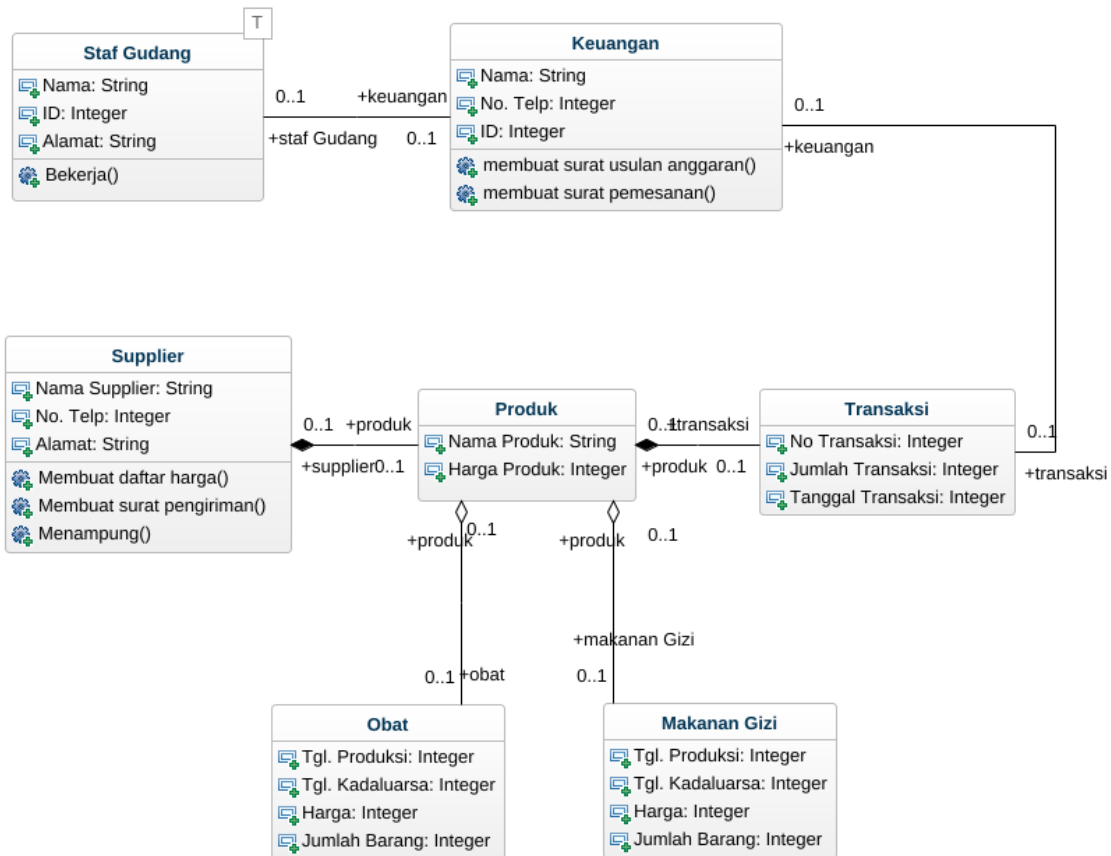 T
Staf Gudang
Nama: String
ID: Integer
Alamat: String
Bekerja()
0..1 +keuangan
+staf Gudang 0..1
Keuangan
Nama: String
No. Telp: Integer
ID: Integer
membuat surat usulan anggaran()
membuat surat pemesanan()
0..1
+keuangan
Supplier
Nama Supplier: String
No. Telp: Integer
Alamat: String
Membuat daftar harga()
Membuat surat pengiriman()
Menampung()
0..1 +produk
+supplier 0..1
Produk
Nama Produk: String
Harga Produk: Integer
0..1 +transaksi
+produk 0..1
Transaksi
No Transaksi: Integer
Jumlah Transaksi: Integer
Tanggal Transaksi: Integer
0..1
+transaksi
0..1
+produk
+produk 0..1
+makanan Gizi
0..1 +obat
0..1
Obat
Tgl. Produksi: Integer
Tgl. Kadaluarsa: Integer
Harga: Integer
Jumlah Barang: Integer
Makanan Gizi
Tgl. Produksi: Integer
Tgl. Kadaluarsa: Integer
Harga: Integer
Jumlah Barang: Integer